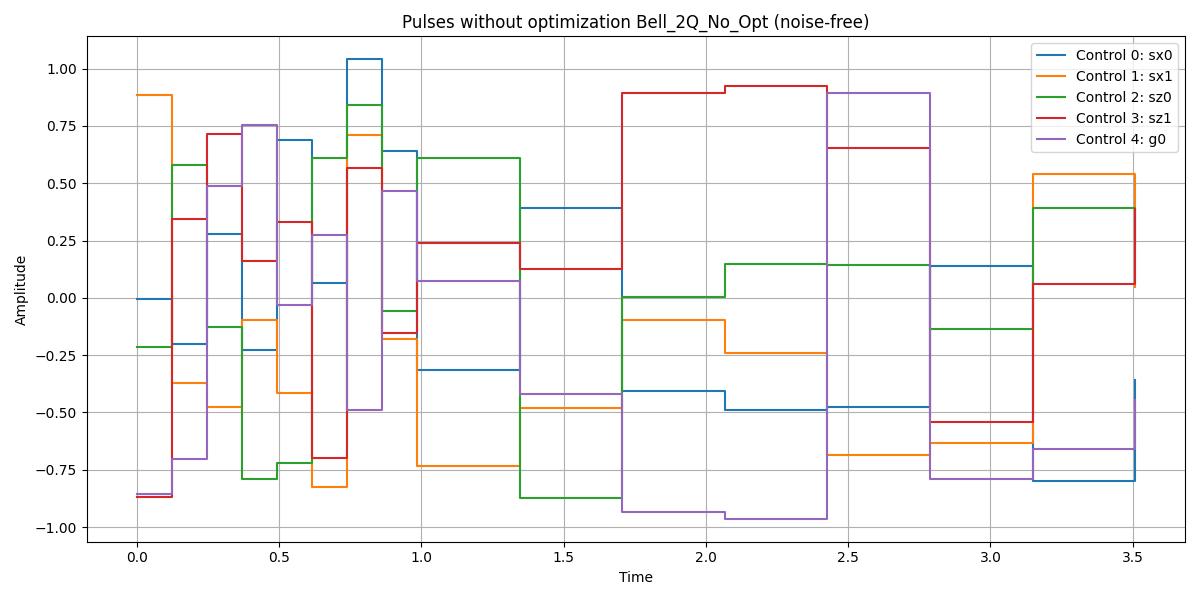 Pulses without optimization Bell_2Q_No_Opt (noise-free)
Amplitude
1.00
0.75
0.50
0.25
0.00
−0.25
−0.50
−0.75
−1.00
Control 0: sx0
Control 1: sx1
Control 2: sz0
Control 3: sz1
Control 4: g0
0.0 0.5 1.0 1.5 2.0 2.5 3.0 3.5
Time